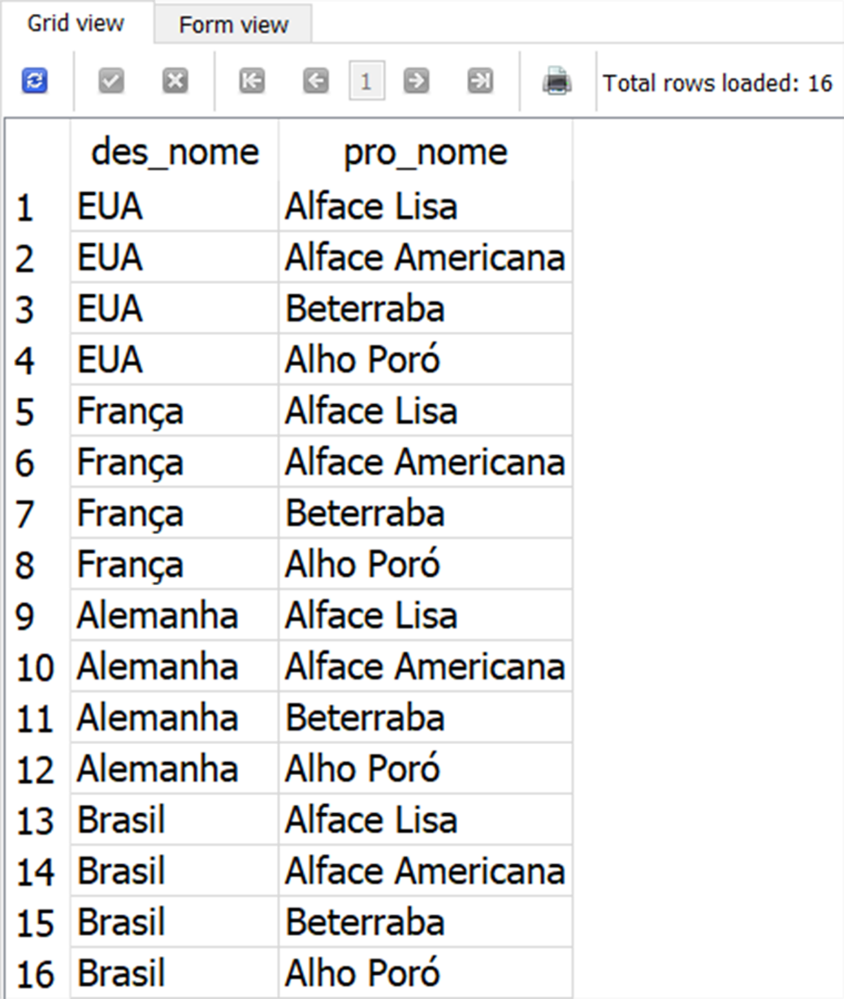 Grid view Form view
1 Total rows loaded: 16
des_nome pro_nome
1 EUA Alface Lisa
2 EUA Alface Americana
3 EUA Beterraba
4 EUA Alho Poró
5 França Alface Lisa
6 França Alface Americana
7 França Beterraba
8 França Alho Poró
9 Alemanha Alface Lisa
10 Alemanha Alface Americana
11 Alemanha Beterraba
12 Alemanha Alho Poró
13 Brasil Alface Lisa
14 Brasil Alface Americana
15 Brasil Beterraba
16 Brasil Alho Poró